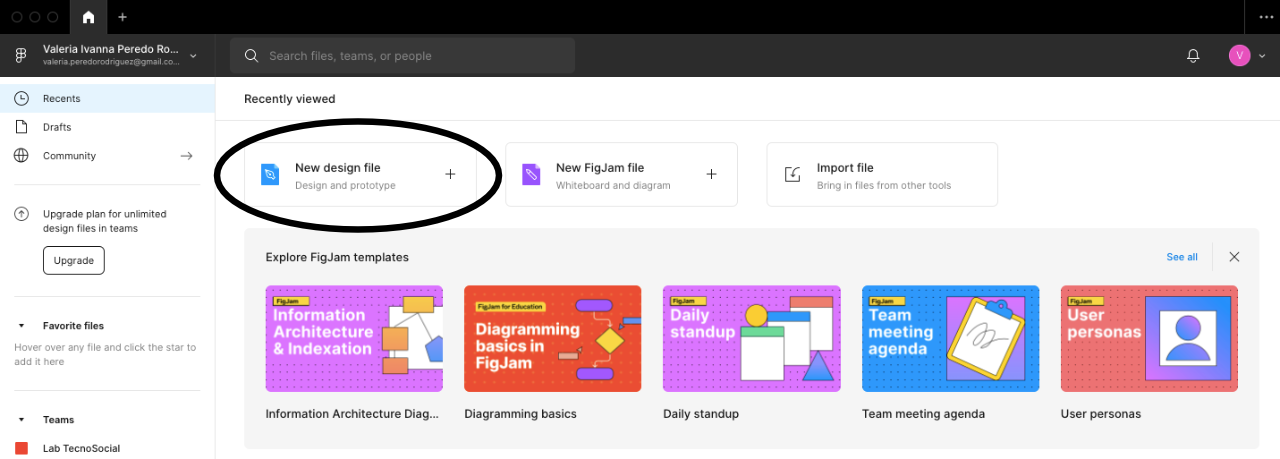 Valeria Ivanna Peredo Ro...
valeria.peredorodriguez@gmail.co...
Search files, teams, or people
V
Recents
Drafts
Community
Upgrade plan for unlimited
design files in teams
Upgrade
Favorite files
Hover over any file and click the star to
add it here
Teams
Lab TecnoSocial
Recently viewed
New design file
Design and prototype
New FigJam file
Whiteboard and diagram
Import file
Bring in files from other tools
Explore FigJam templates
See all
FigJam
Information
Architecture
& Indexation
Information Architecture Diag...
FigJam for Education
Diagramming
basics in
FigJam
Diagramming basics
FigJam
Daily
standup
Daily standup
FigJam
Team
meeting
agenda
Team meeting agenda
FigJam
User
personas
User personas